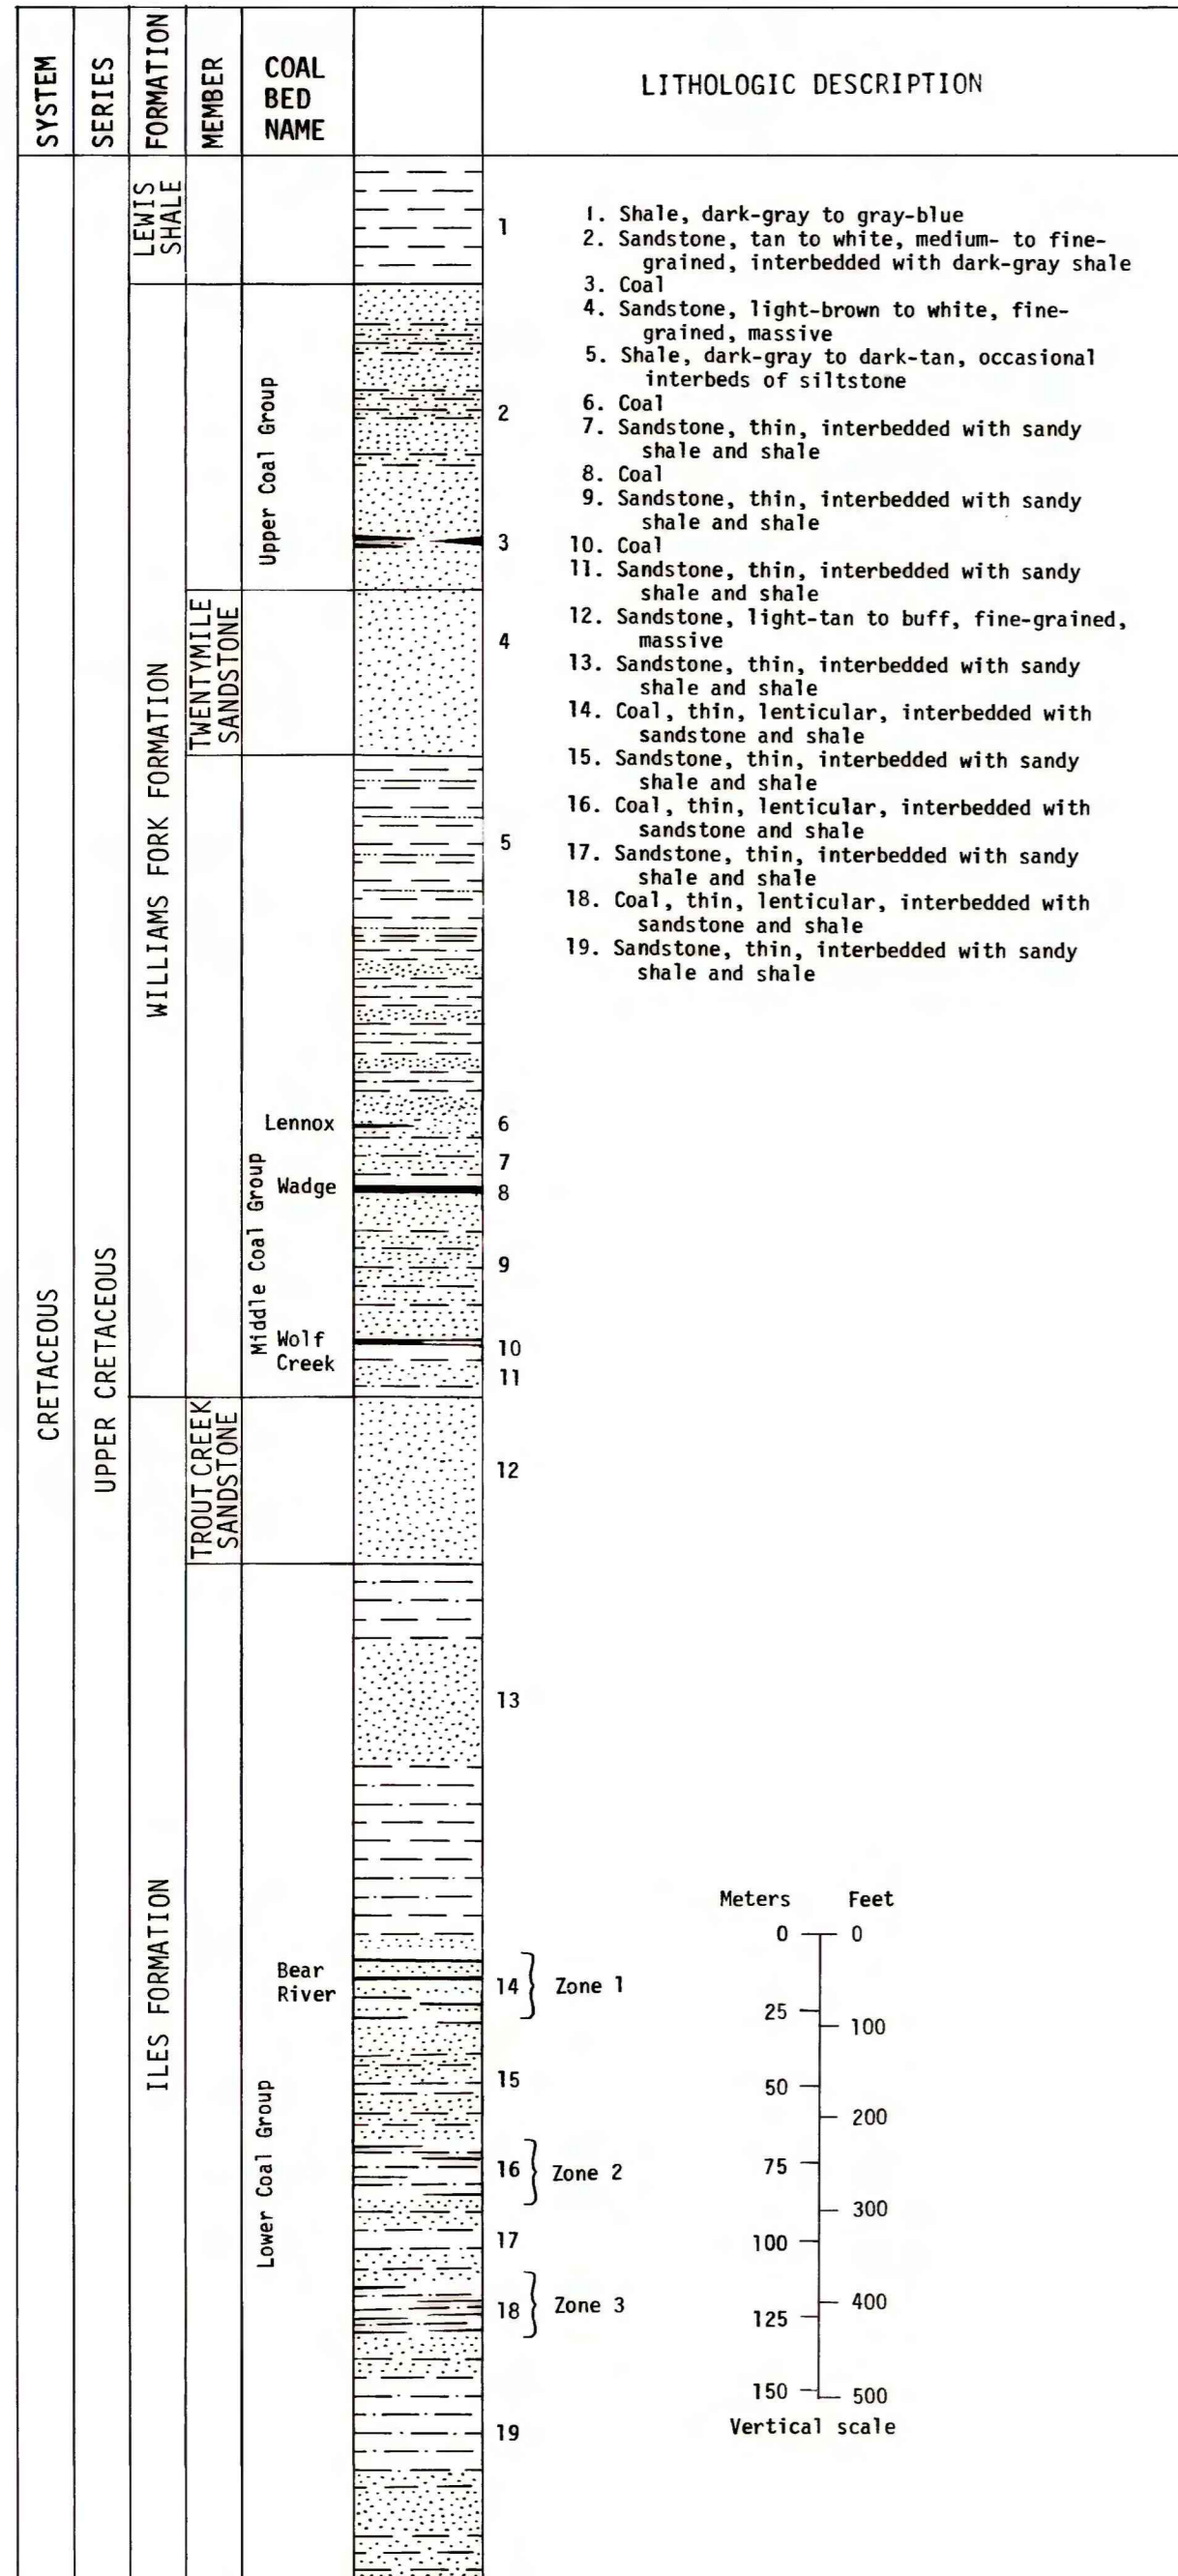 SYSTEM
SERIES
FORMATION
MEMBER
COAL
BED
NAME
LITHOLOGIC DESCRIPTION
CRETACEOUS
UPPER CRETACEOUS
LEWIS
SHALE
WILLIAMS FORK FORMATION
ILES FORMATION
TWENTYMILE
SANDSTONE
TROUT CREEK
SANDSTONE
Upper Coal Group
Middle Coal Group
Lennox
Wadge
Wolf
Creek
Bear
River
Lower Coal Group
1
2
3
4
5
6
7
8
9
10
11
12
13
14 Zone 1
15
16 Zone 2
17
18 Zone 3
19
1. Shale, dark-gray to gray-blue
2. Sandstone, tan to white, medium- to fine-
grained, interbedded with dark-gray shale
3. Coal
4. Sandstone, light-brown to white, fine-
grained, massive
5. Shale, dark-gray to dark-tan, occasional
interbeds of siltstone
6. Coal
7. Sandstone, thin, interbedded with sandy
shale and shale
8. Coal
9. Sandstone, thin, interbedded with sandy
shale and shale
10. Coal
11. Sandstone, thin, interbedded with sandy
shale and shale
12. Sandstone, light-tan to buff, fine-grained,
massive
13. Sandstone, thin, interbedded with sandy
shale and shale
14. Coal, thin, lenticular, interbedded with
sandstone and shale
15. Sandstone, thin, interbedded with sandy
shale and shale
16. Coal, thin, lenticular, interbedded with
sandstone and shale
17. Sandstone, thin, interbedded with sandy
shale and shale
18. Coal, thin, lenticular, interbedded with
sandstone and shale
19. Sandstone, thin, interbedded with sandy
shale and shale
Meters Feet
0 0
25
100
50
200
75
300
100
400
125
150 500
Vertical scale